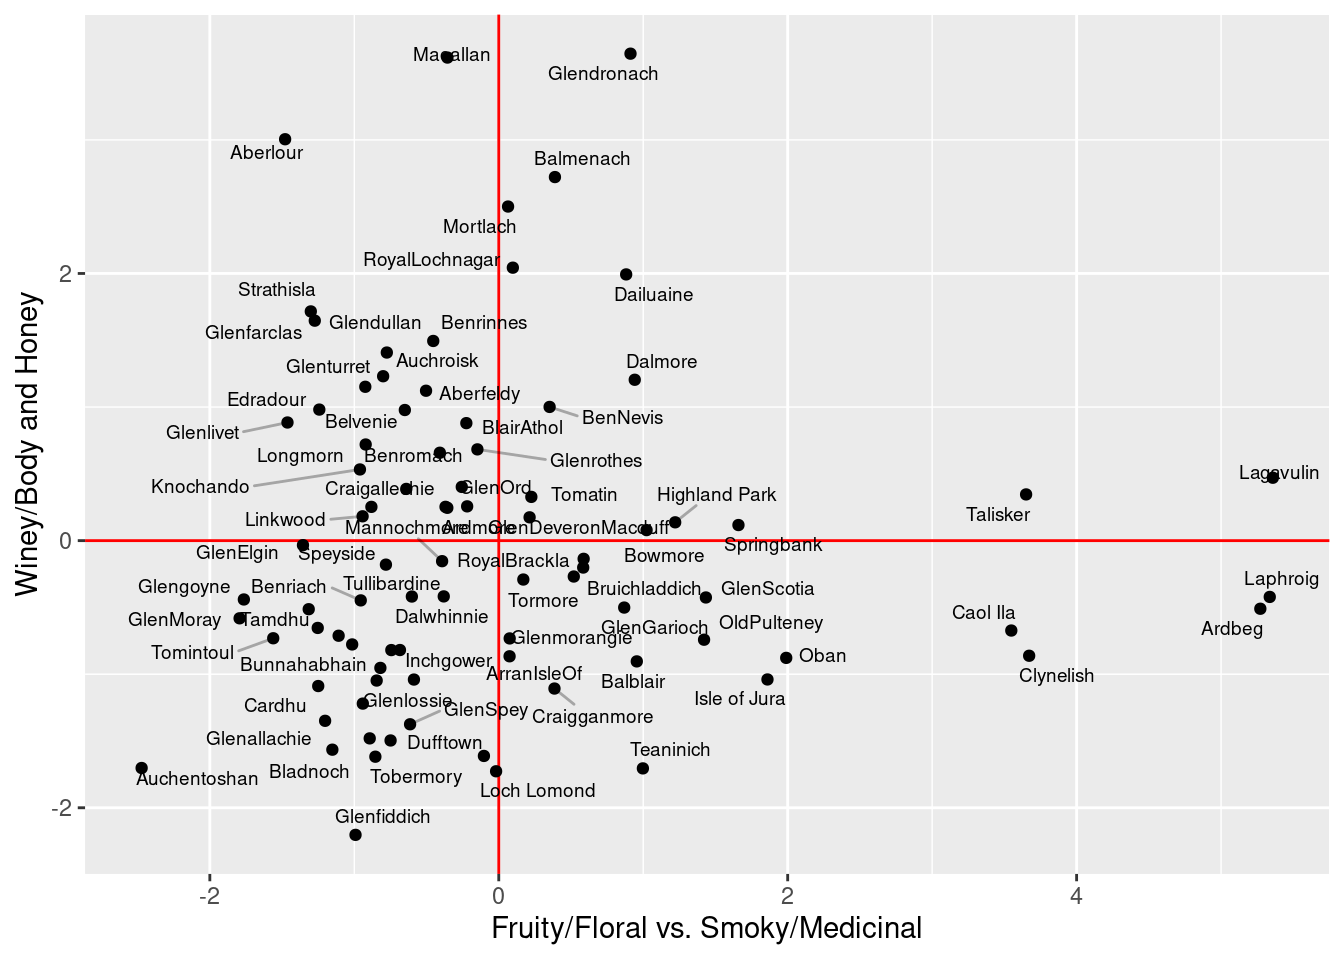 Macallan
Glendronach
Aberlour
Balmenach
Mortlach
RoyalLochnagar
Dailuaine
Strathisla
Glenfarclas
Glendullan
Benrinnes
Glenturret
Auchroisk
Dalmore
Edradour
Aberfeldy
Belvenie
BenNevis
Glenlivet
BlairAthol
Longmorn
Benromach
Glenrothes
Lagavulin
Knochando
Craigallechie
GlenOrd
Tomatin
Highland Park
Talisker
Linkwood
Mannochmore
Ardmore
GlenDeveronMacduff
Springbank
GlenElgin
Speyside
RoyalBrackla
Bowmore
Laphroig
Glengoyne
Benriach
Tullibardine
Bruichladdich
GlenScotia
Tormore
Caol Ila
GlenMoray
Tamdhu
Dalwhinnie
GlenGarioch
OldPulteney
Ardbeg
Glenmorangie
Tomintoul
Bunnahabhain
Inchgower
Oban
ArranIsleOf
Balblair
Clynelish
Cardhu
Glenlossie
GlenSpey
Craigganmore
Isle of Jura
Glenallachie
Dufftown
Teaninich
Auchentoshan
Bladnoch
Tobermory
Loch Lomond
Glenfiddich
2
0
-2
-2
0
2
4
Winey/Body and Honey
Fruity/Floral vs. Smoky/Medicinal